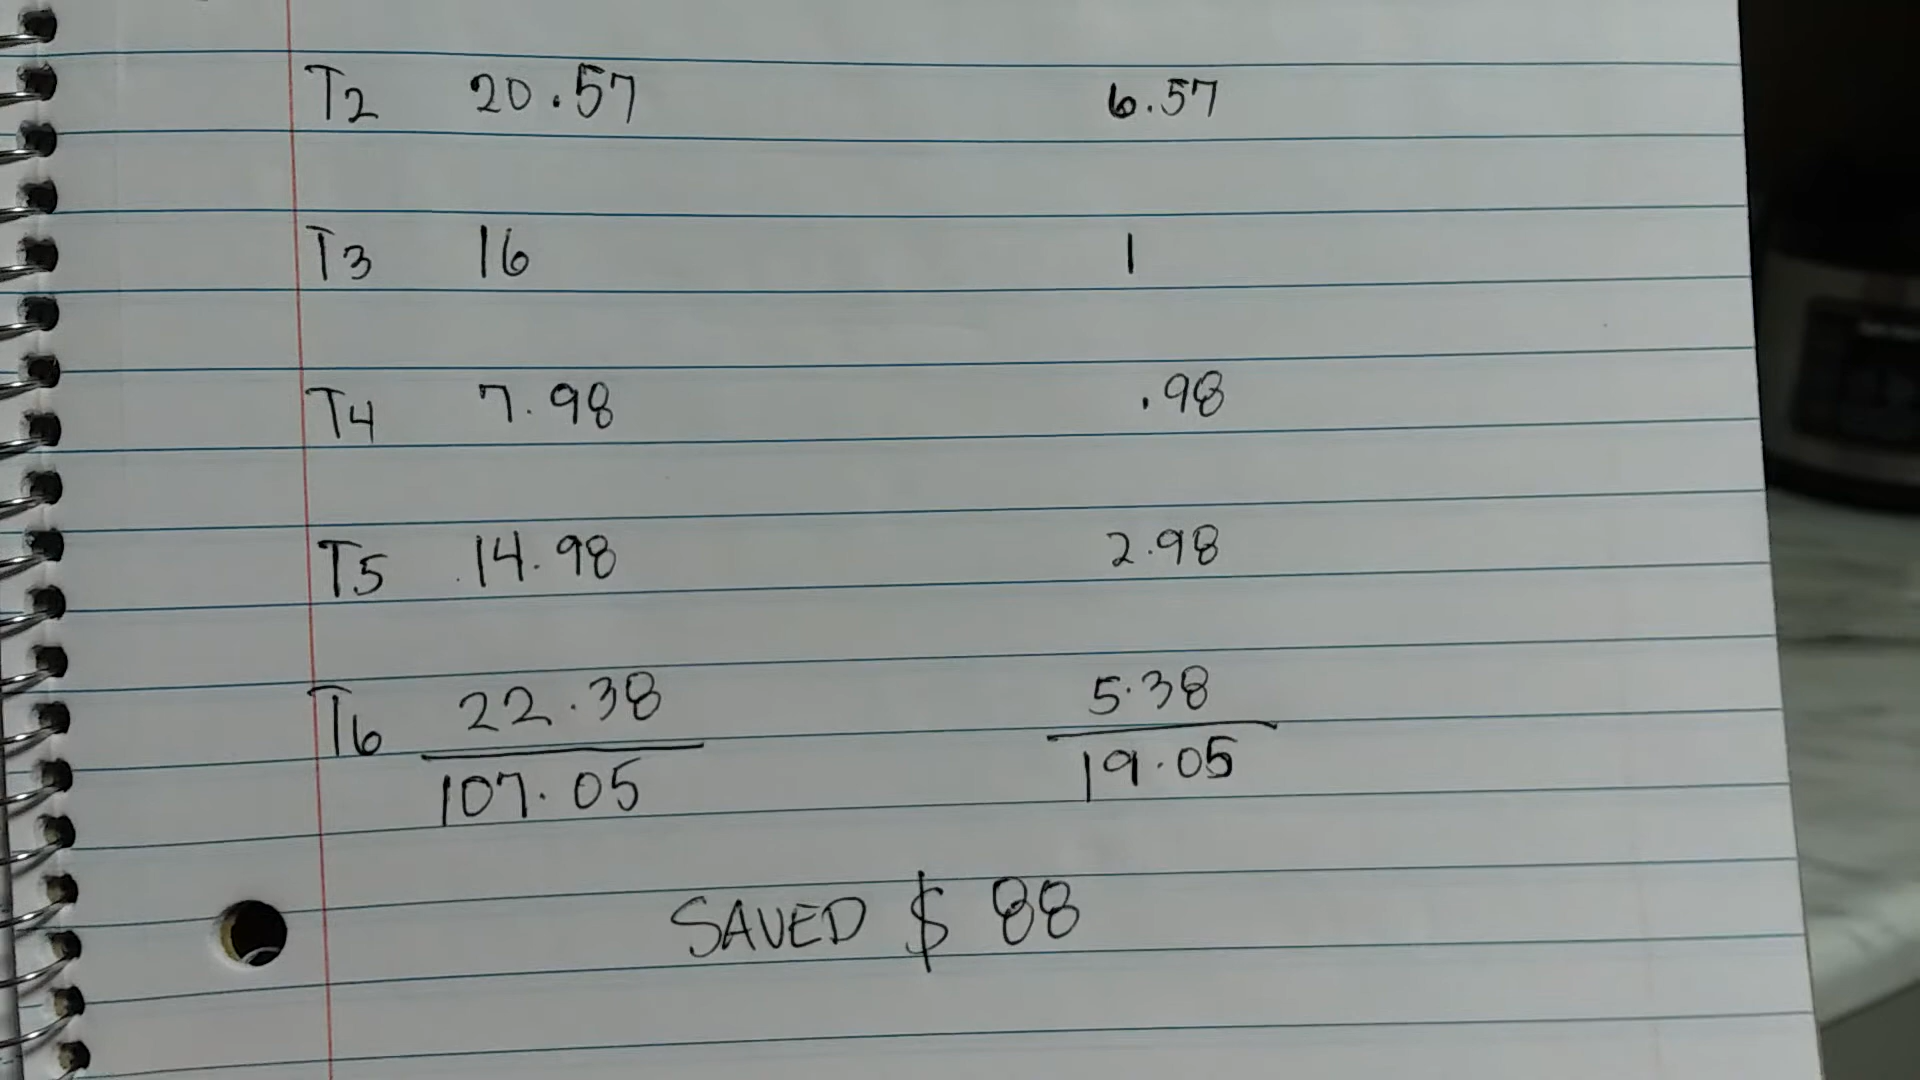 T2 20.57 6.57
T3 16 1
T4 7.98 .98
T5 14.98 2.98
T6 22.38 5.38
107.05 19.05
SAVED $ 88